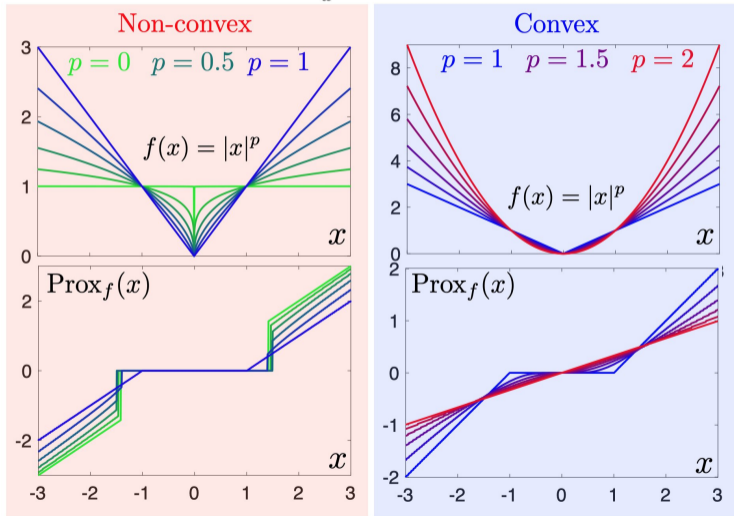 Non-convex
p = 0 p = 0.5 p = 1
f(x) = |x|^p
x
3
2
1
0
Prox_f(x)
x
2
0
-2
-3 -2 -1 0 1 2 3
Convex
p = 1 p = 1.5 p = 2
f(x) = |x|^p
x
8
6
4
2
0
Prox_f(x)
x
2
1
0
-1
-2
-3 -2 -1 0 1 2 3